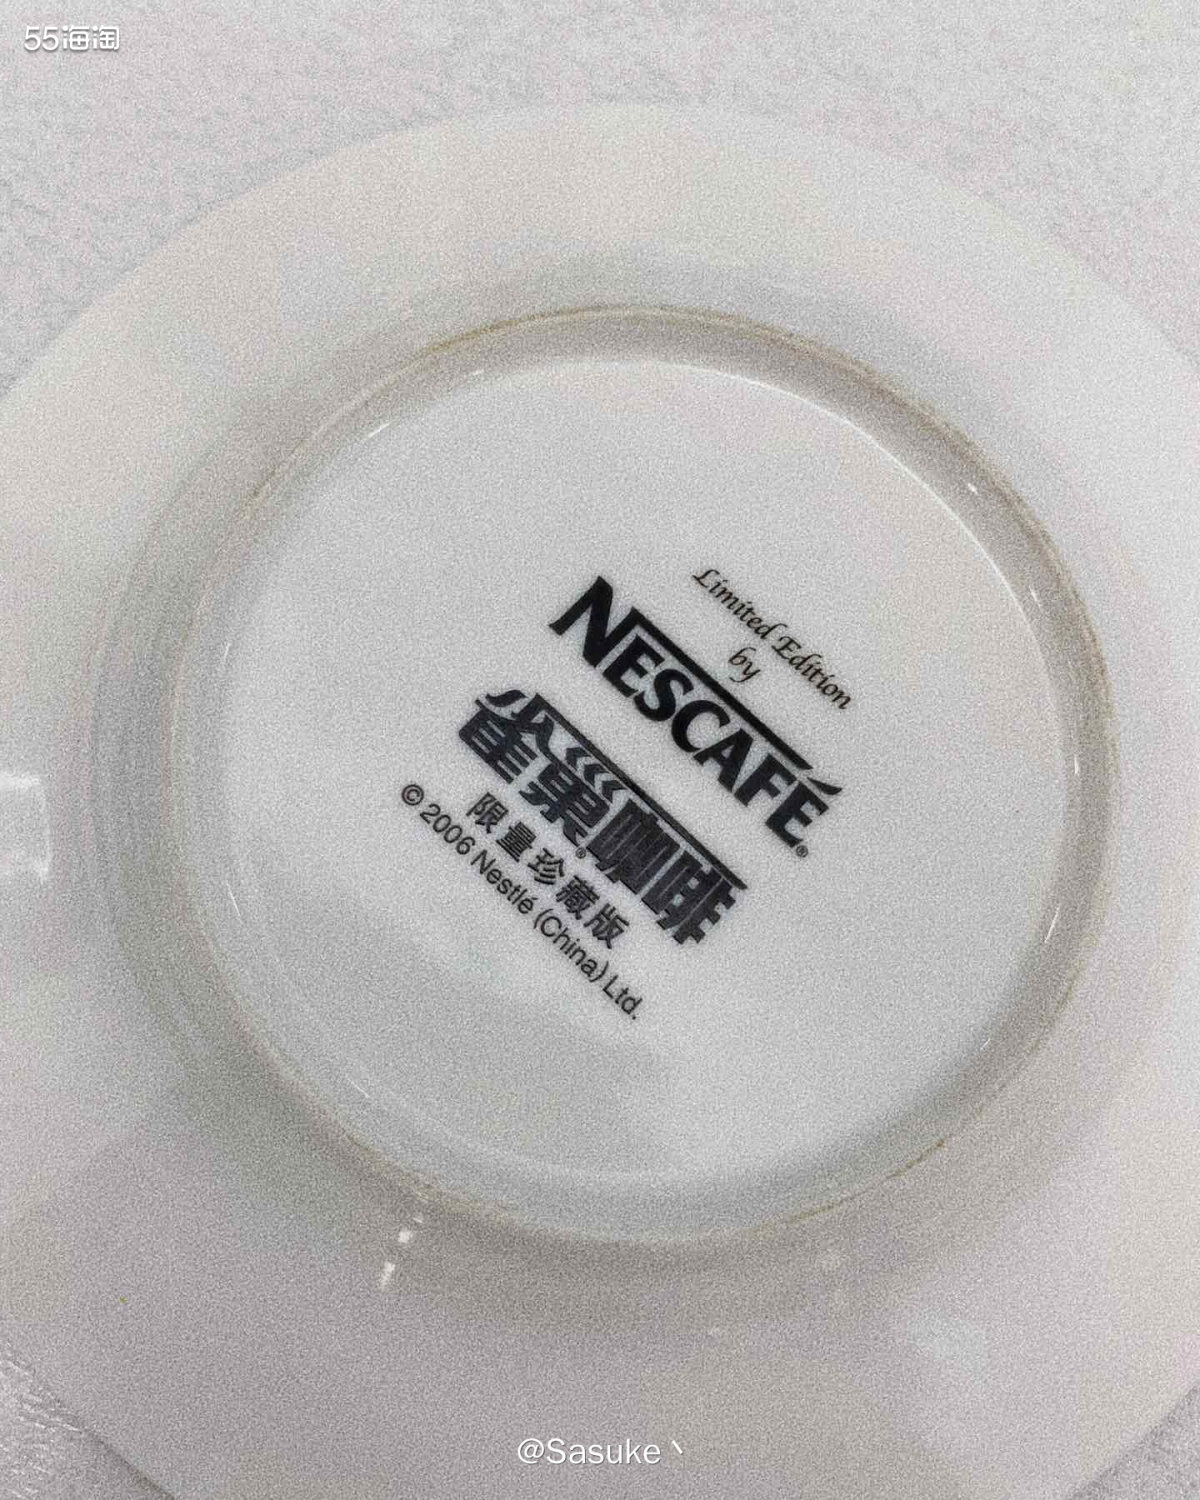 55海淘
Limited Edition
by
NESCAFÉ®
雀巢®咖啡
限量珍藏版
© 2006 Nestlé (China) Ltd.
@Sasuke丶